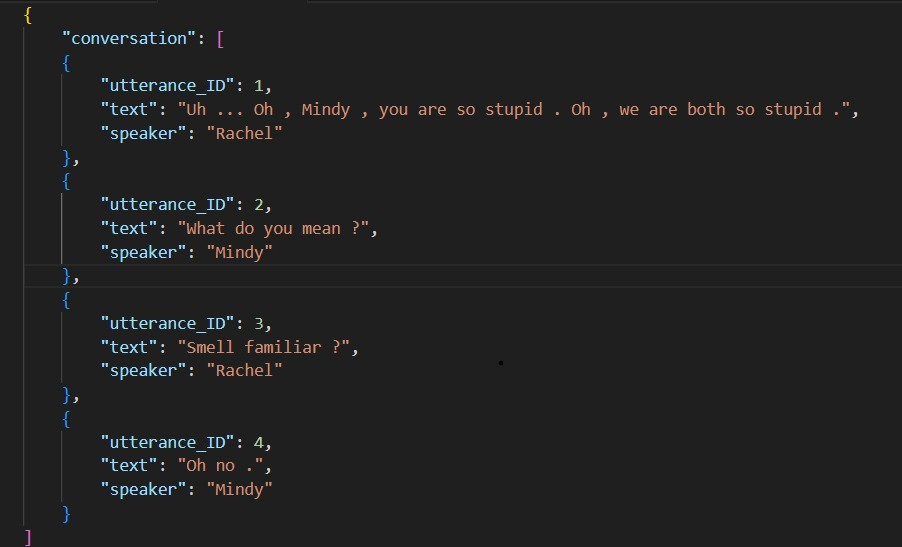 {
"conversation": [
{
"utterance_ID": 1,
"text": "Uh ... Oh , Mindy , you are so stupid . Oh , we are both so stupid .",
"speaker": "Rachel"
},
{
"utterance_ID": 2,
"text": "What do you mean ?",
"speaker": "Mindy"
},
{
"utterance_ID": 3,
"text": "Smell familiar ?",
"speaker": "Rachel"
},
{
"utterance_ID": 4,
"text": "Oh no .",
"speaker": "Mindy"
}
]